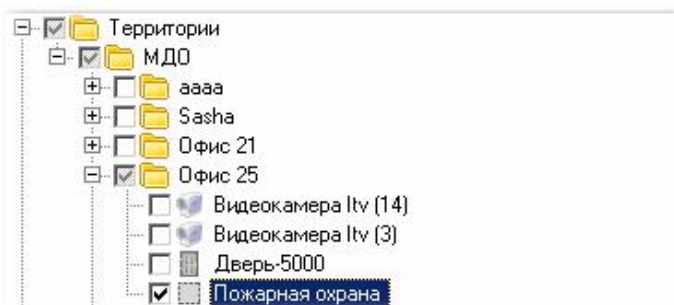 Территории
МДО
аааа
Sasha
Офис 21
Офис 25
Видеокамера Itv (14)
Видеокамера Itv (3)
Дверь-5000
Пожарная охрана